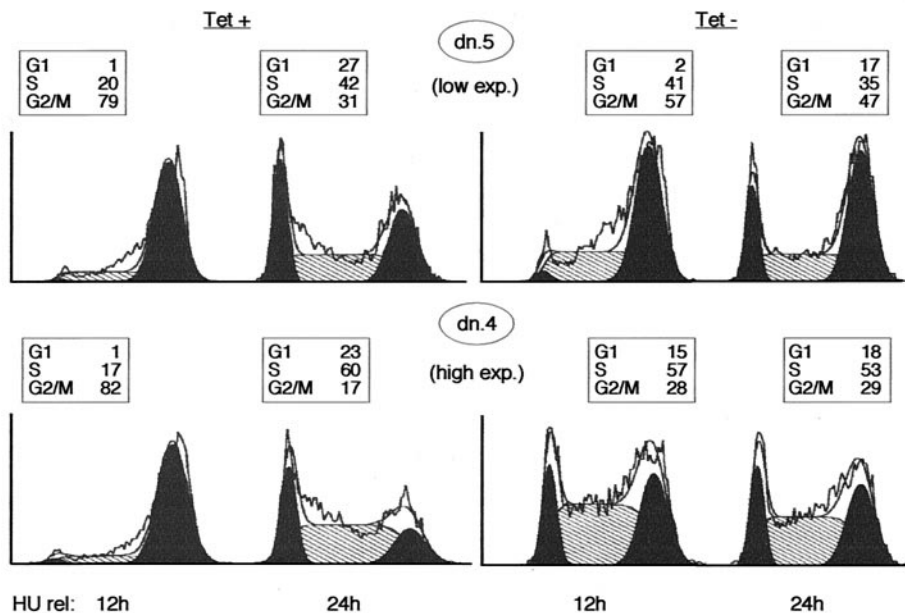 Tet +
Tet -
dn.5
(low exp.)
G1 1
S 20
G2/M 79
G1 27
S 42
G2/M 31
G1 2
S 41
G2/M 57
G1 17
S 35
G2/M 47
dn.4
(high exp.)
G1 1
S 17
G2/M 82
G1 23
S 60
G2/M 17
G1 15
S 57
G2/M 28
G1 18
S 53
G2/M 29
HU rel: 12h 24h 12h 24h